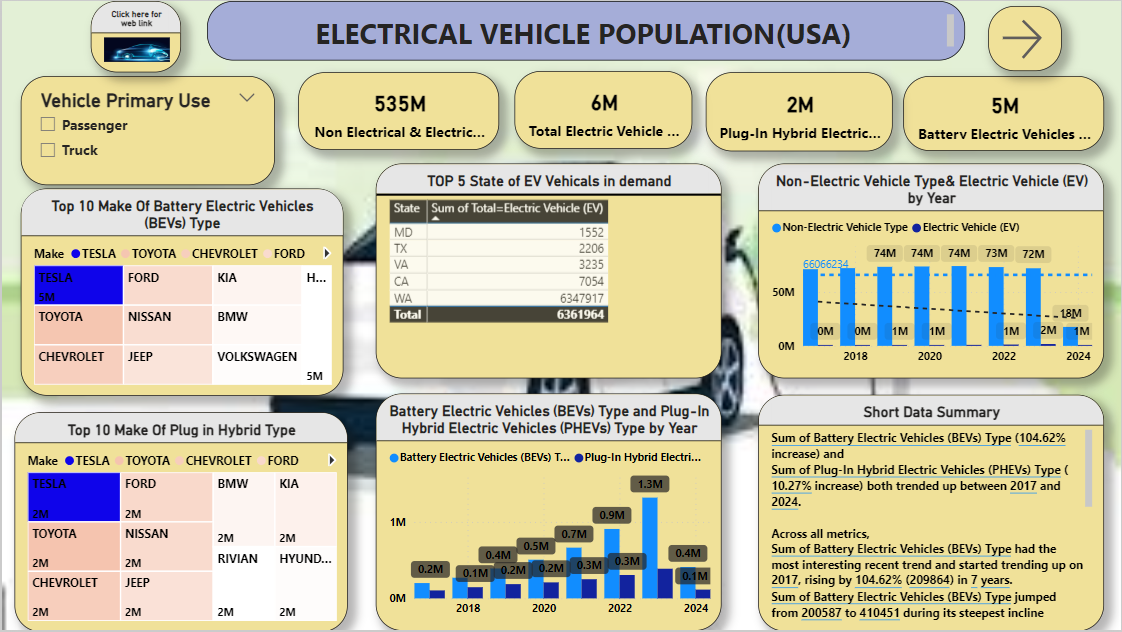 Click here for
web link
ELECTRICAL VEHICLE POPULATION(USA)
Vehicle Primary Use
Passenger
Truck
535M
Non Electrical & Electric...
6M
Total Electric Vehicle ...
2M
Plug-In Hybrid Electric...
5M
Battery Electric Vehicles ...
Top 10 Make Of Battery Electric Vehicles
(BEVs) Type
Make TESLA TOYOTA CHEVROLET FORD
TESLA
5M
FORD
KIA
H...
TOYOTA
NISSAN
BMW
CHEVROLET
JEEP
VOLKSWAGEN
5M
TOP 5 State of EV Vehicals in demand
State Sum of Total=Electric Vehicle (EV)
MD 1552
TX 2206
VA 3235
CA 7054
WA 6347917
Total 6361964
Non-Electric Vehicle Type& Electric Vehicle (EV)
by Year
Non-Electric Vehicle Type Electric Vehicle (EV)
66066234
74M 74M 74M 73M 72M
18M
50M
0M 0M 1M 1M 1M 2M 1M
0M
2018 2020 2022 2024
Top 10 Make Of Plug in Hybrid Type
Make TESLA TOYOTA CHEVROLET FORD
TESLA
2M
FORD
2M
BMW
2M
KIA
2M
TOYOTA
2M
NISSAN
2M
RIVIAN
2M
HYUND...
2M
CHEVROLET
2M
JEEP
2M
Battery Electric Vehicles (BEVs) Type and Plug-In
Hybrid Electric Vehicles (PHEVs) Type by Year
Battery Electric Vehicles (BEVs) T... Plug-In Hybrid Electri...
1.3M
1M
0.9M
0.7M
0.5M
0.4M
0.4M
0.2M 0.1M 0.2M 0.2M 0.3M 0.3M 0.1M
0M
2018 2020 2022 2024
Short Data Summary
Sum of Battery Electric Vehicles (BEVs) Type (104.62%
increase) and
Sum of Plug-In Hybrid Electric Vehicles (PHEVs) Type (
10.27% increase) both trended up between 2017 and
2024.
Across all metrics,
Sum of Battery Electric Vehicles (BEVs) Type had the
most interesting recent trend and started trending up on
2017, rising by 104.62% (209864) in 7 years.
Sum of Battery Electric Vehicles (BEVs) Type jumped
from 200587 to 410451 during its steepest incline